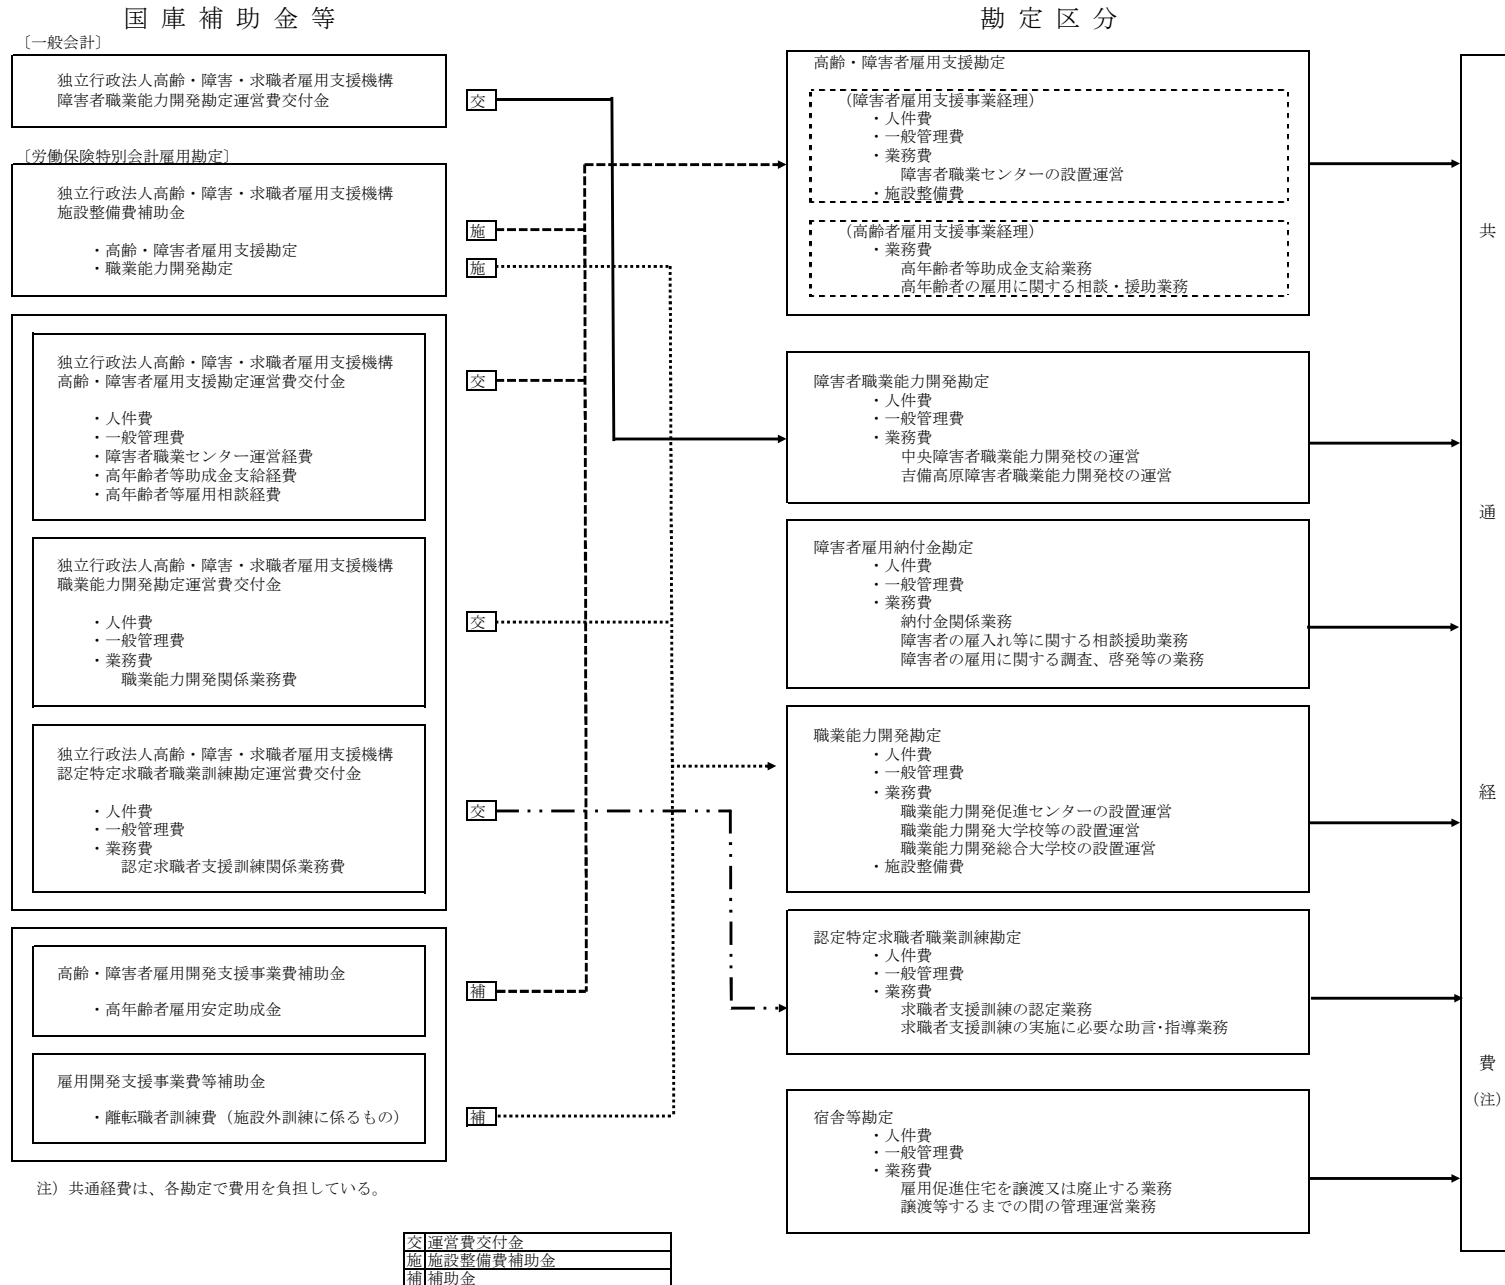 国庫補助金等
〔一般会計〕
独立行政法人高齢・障害・求職者雇用支援機構
障害者職業能力開発勘定運営費交付金
交
〔労働保険特別会計雇用勘定〕
独立行政法人高齢・障害・求職者雇用支援機構
施設整備費補助金
・高齢・障害者雇用支援勘定
・職業能力開発勘定
施
施
独立行政法人高齢・障害・求職者雇用支援機構
高齢・障害者雇用支援勘定運営費交付金
・人件費
・一般管理費
・障害者職業センター運営経費
・高年齢者等助成金支給経費
・高年齢者等雇用相談経費
交
独立行政法人高齢・障害・求職者雇用支援機構
職業能力開発勘定運営費交付金
・人件費
・一般管理費
・業務費
職業能力開発関係業務費
交
独立行政法人高齢・障害・求職者雇用支援機構
認定特定求職者職業訓練勘定運営費交付金
・人件費
・一般管理費
・業務費
認定求職者支援訓練関係業務費
交
高齢・障害者雇用開発支援事業費補助金
・高年齢者雇用安定助成金
補
雇用開発支援事業費等補助金
・離転職者訓練費（施設外訓練に係るもの）
補
注）共通経費は、各勘定で費用を負担している。
交 運営費交付金
施 施設整備費補助金
補 補助金
勘定区分
高齢・障害者雇用支援勘定
（障害者雇用支援事業経理）
・人件費
・一般管理費
・業務費
障害者職業センターの設置運営
・施設整備費
（高齢者雇用支援事業経理）
・業務費
高年齢者等助成金支給業務
高年齢者の雇用に関する相談・援助業務
障害者職業能力開発勘定
・人件費
・一般管理費
・業務費
中央障害者職業能力開発校の運営
吉備高原障害者職業能力開発校の運営
障害者雇用納付金勘定
・人件費
・一般管理費
・業務費
納付金関係業務
障害者の雇入れ等に関する相談援助業務
障害者の雇用に関する調査、啓発等の業務
職業能力開発勘定
・人件費
・一般管理費
・業務費
職業能力開発促進センターの設置運営
職業能力開発大学校等の設置運営
職業能力開発総合大学校の設置運営
・施設整備費
認定特定求職者職業訓練勘定
・人件費
・一般管理費
・業務費
求職者支援訓練の認定業務
求職者支援訓練の実施に必要な助言･指導業務
宿舎等勘定
・人件費
・一般管理費
・業務費
雇用促進住宅を譲渡又は廃止する業務
譲渡等するまでの間の管理運営業務
共通経費
（注）